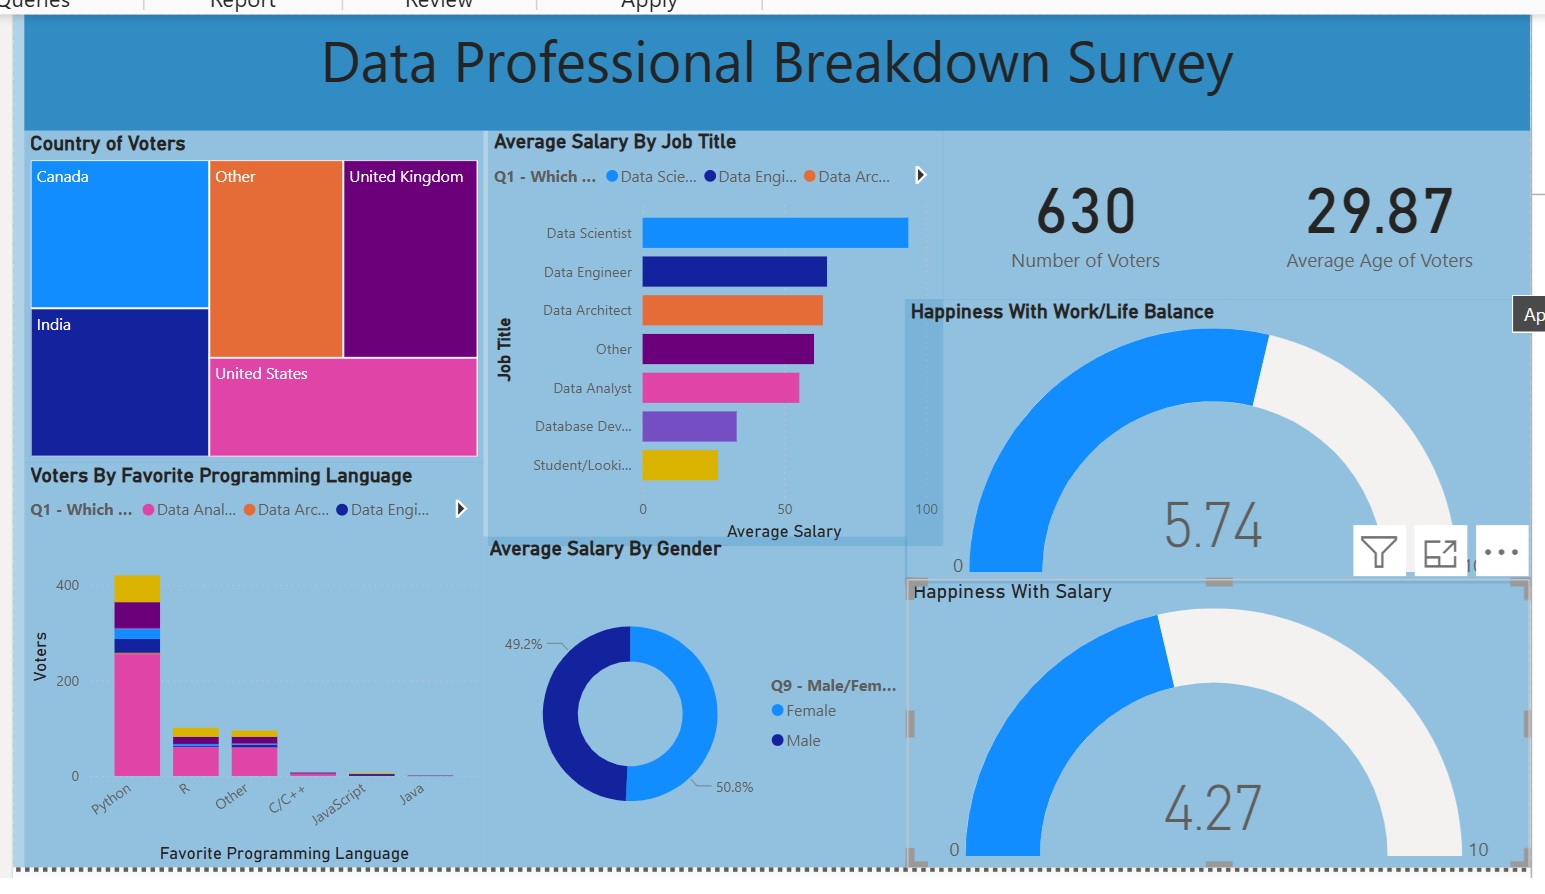 Queries Report Review Apply
Data Professional Breakdown Survey
Country of Voters
Canada
Other
United Kingdom
India
United States
Average Salary By Job Title
Q1 - Which ... Data Scie... Data Engi... Data Arc...
Job Title
Data Scientist
Data Engineer
Data Architect
Other
Data Analyst
Database Dev...
Student/Looki...
0 50 100
Average Salary
630
Number of Voters
29.87
Average Age of Voters
Happiness With Work/Life Balance
Ap
5.74
0
10
Voters By Favorite Programming Language
Q1 - Which ... Data Anal... Data Arc... Data Engi...
Voters
400
200
0
Python R Other C/C++ JavaScript Java
Favorite Programming Language
Average Salary By Gender
49.2%
50.8%
Q9 - Male/Fem...
Female
Male
Happiness With Salary
4.27
0
10